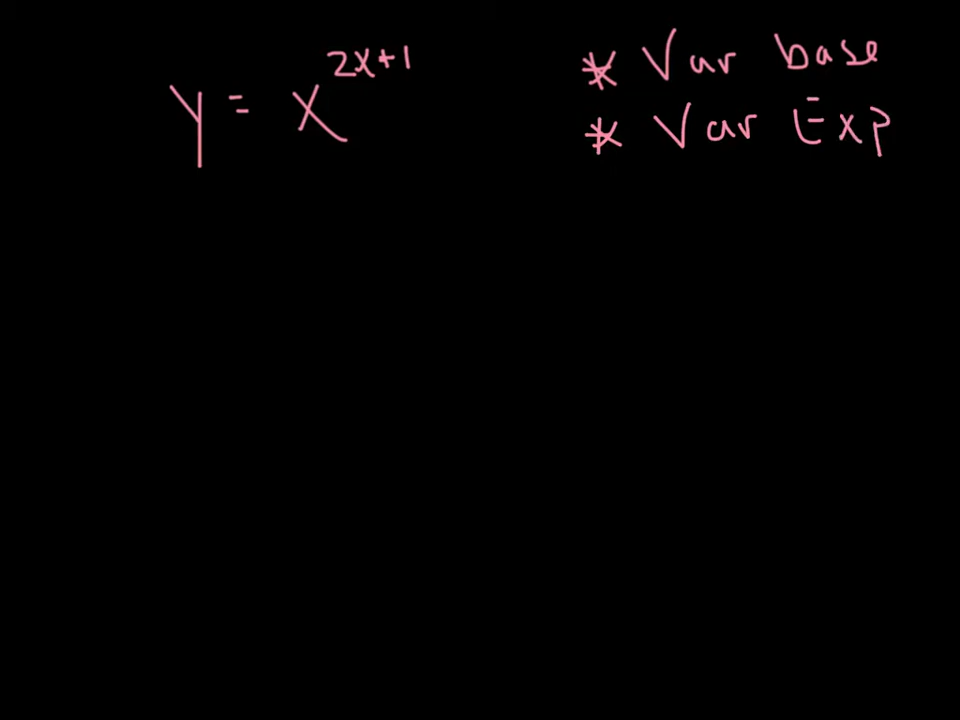 y = x^{2x+1}
* Var base
* Var Exp